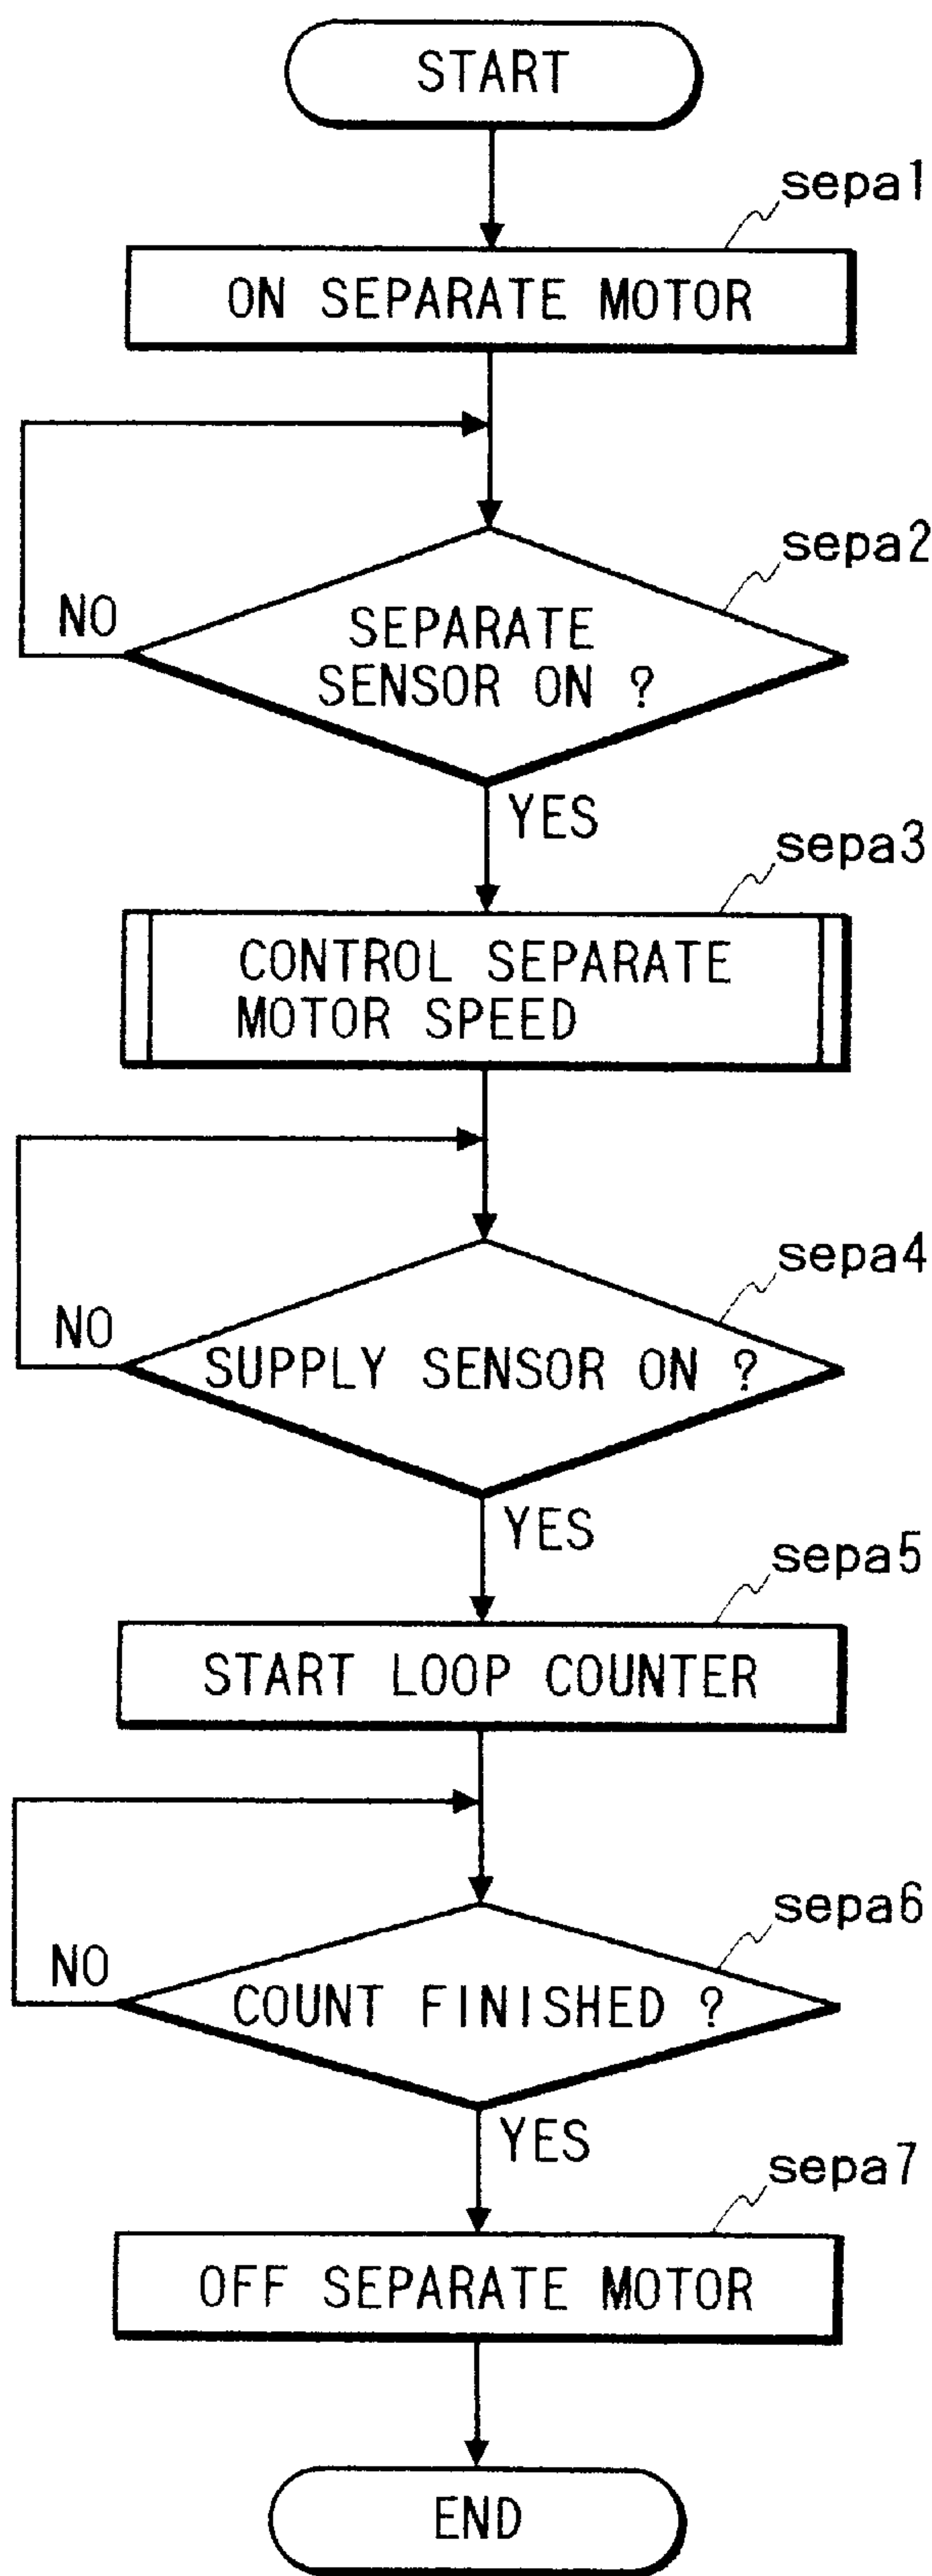 START
sepa1
ON SEPARATE MOTOR
sepa2
NO
SEPARATE
SENSOR ON ?
YES
sepa3
CONTROL SEPARATE
MOTOR SPEED
sepa4
NO
SUPPLY SENSOR ON ?
YES
sepa5
START LOOP COUNTER
sepa6
NO
COUNT FINISHED ?
YES
sepa7
OFF SEPARATE MOTOR
END